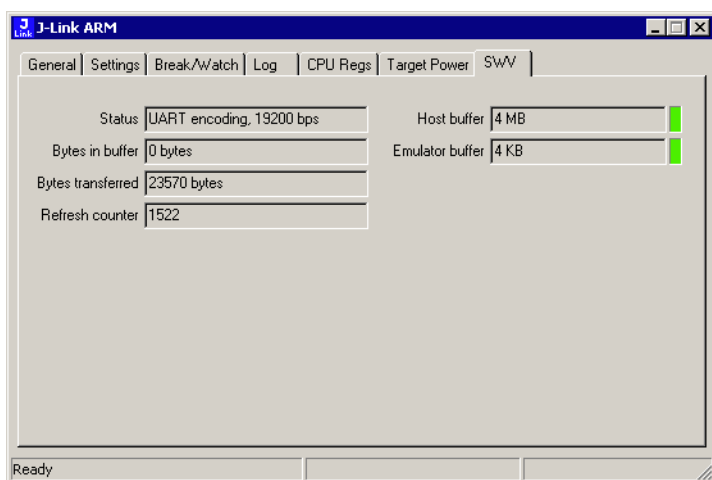 J Link J-Link ARM
General Settings Break/Watch Log CPU Regs Target Power SWV
Status UART encoding, 19200 bps Host buffer 4 MB
Bytes in buffer 0 bytes Emulator buffer 4 KB
Bytes transferred 23570 bytes
Refresh counter 1522
Ready